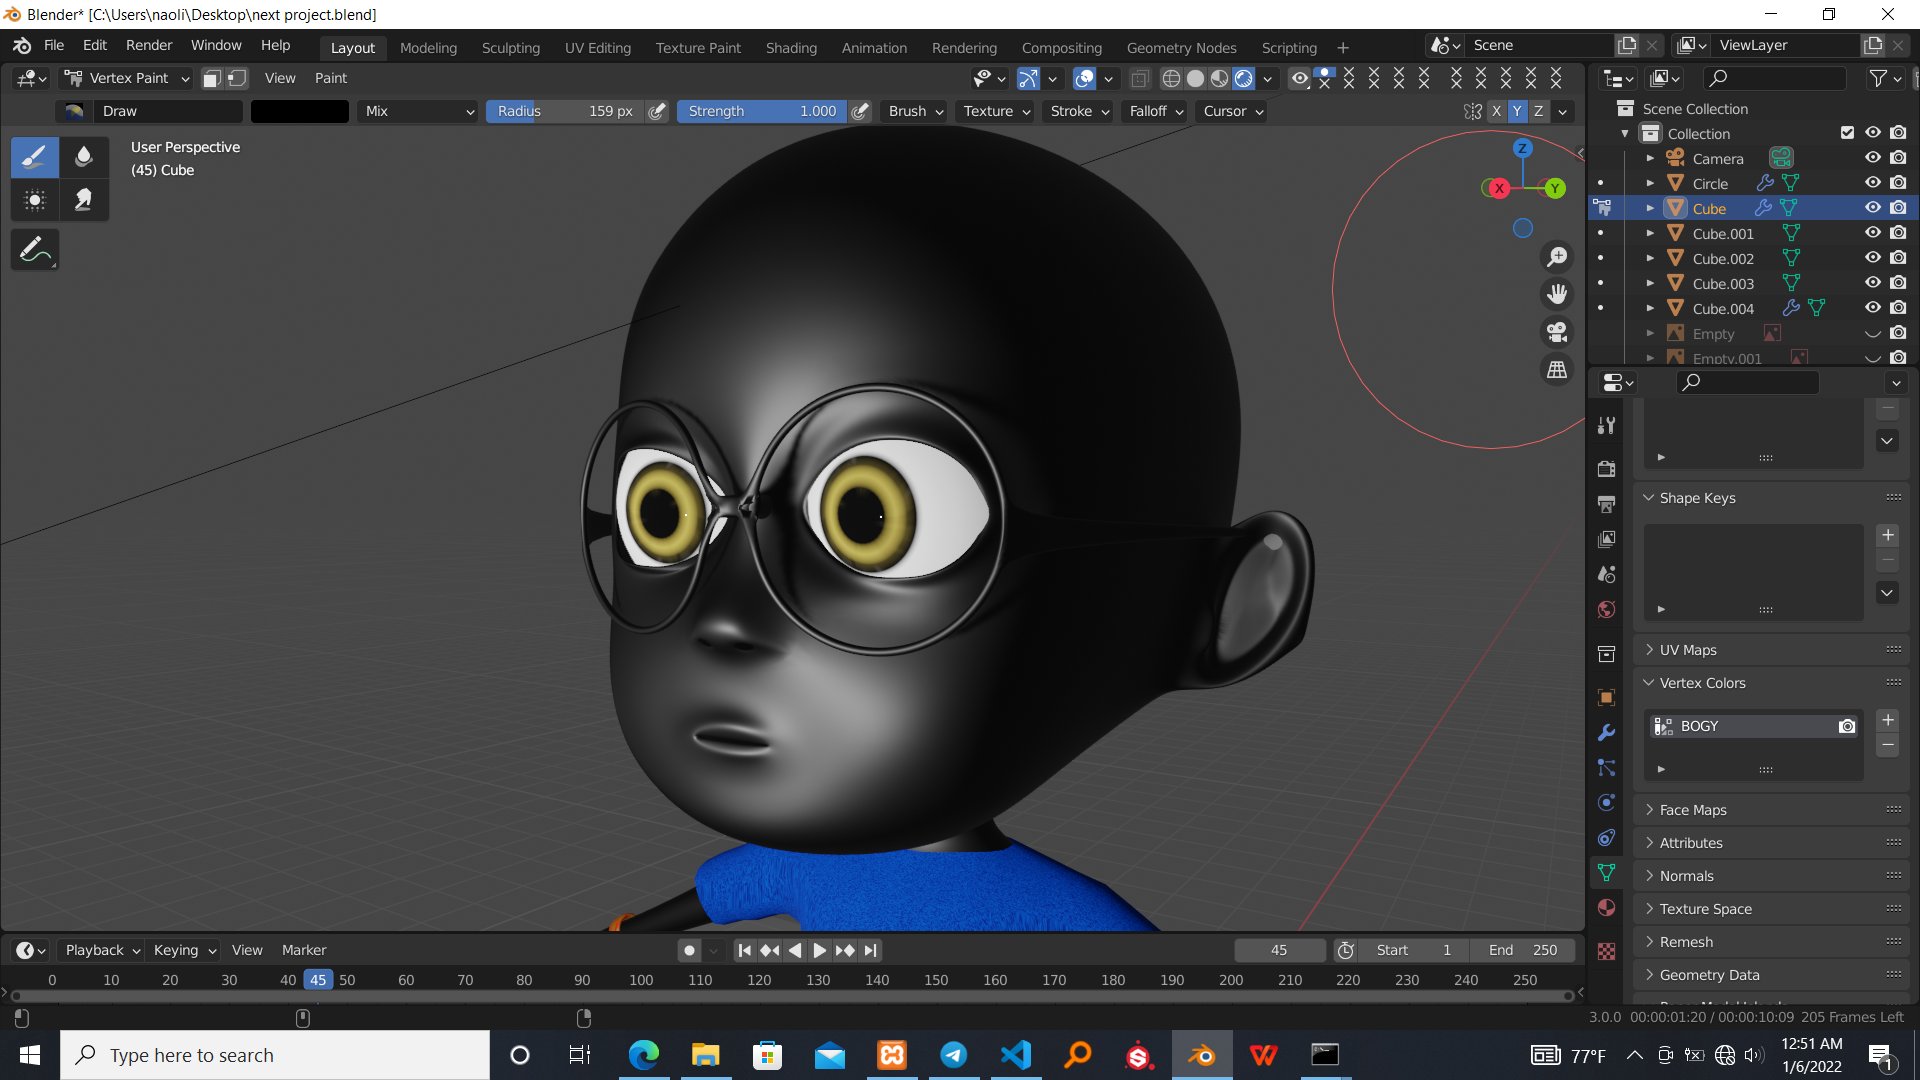 Blender* [C:\Users\naoli\Desktop\next project.blend]
File Edit Render Window Help
Layout Modeling Sculpting UV Editing Texture Paint Shading Animation Rendering Compositing Geometry Nodes Scripting
Scene
ViewLayer
Vertex Paint
View Paint
Draw
Mix
Radius 159 px
Strength 1.000
Brush Texture Stroke Falloff Cursor
X Y Z
User Perspective
(45) Cube
Z
X
Y
Scene Collection
Collection
Camera
Circle
Cube
Cube.001
Cube.002
Cube.003
Cube.004
Empty
Empty.001
Shape Keys
UV Maps
Vertex Colors
BOGY
Face Maps
Attributes
Normals
Texture Space
Remesh
Geometry Data
Playback Keying View Marker
45
Start 1
End 250
0 10 20 30 40 45 50 60 70 80 90 100 110 120 130 140 150 160 170 180 190 200 210 220 230 240 250
3.0.0 00:00:01:20 / 00:00:10:09 205 Frames Left
Type here to search
77°F
12:51 AM
1/6/2022
1